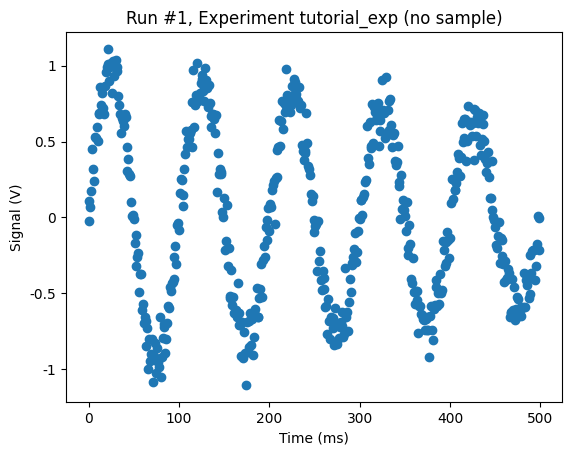 Run #1, Experiment tutorial_exp (no sample)
1
0.5
0
-0.5
-1
Signal (V)
0 100 200 300 400 500
Time (ms)